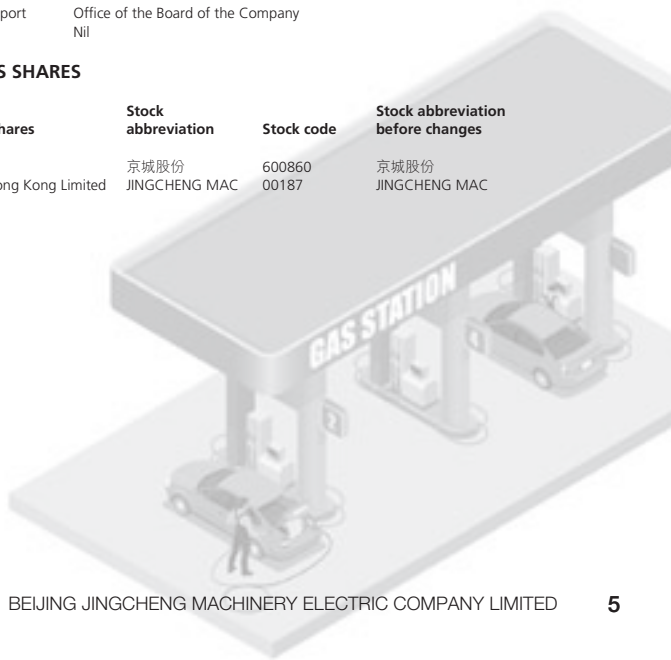 port Office of the Board of the Company
Nil
S SHARES
Stock Stock abbreviation
hares abbreviation Stock code before changes
京城股份 600860 京城股份
ong Kong Limited JINGCHENG MAC 00187 JINGCHENG MAC
GAS STATION
4
2
BEIJING JINGCHENG MACHINERY ELECTRIC COMPANY LIMITED 5